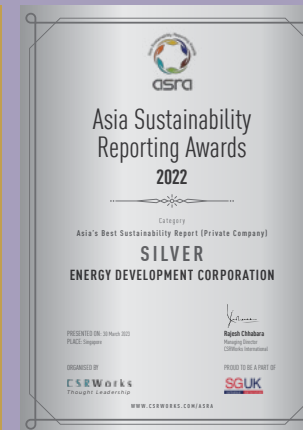 asra
Asia Sustainability
Reporting Awards
2022
Category
Asia's Best Sustainability Report (Private Company)
SILVER
ENERGY DEVELOPMENT CORPORATION
Rajesh Chhabara
Managing Director
CSRWorks International
PRESENTED ON: 30 March 2023
PLACE: Singapore
ORGANISED BY
CSRWorks
Thought Leadership
PROUD TO BE A PART OF
SGUK
WWW.CSRWORKS.COM/ASRA